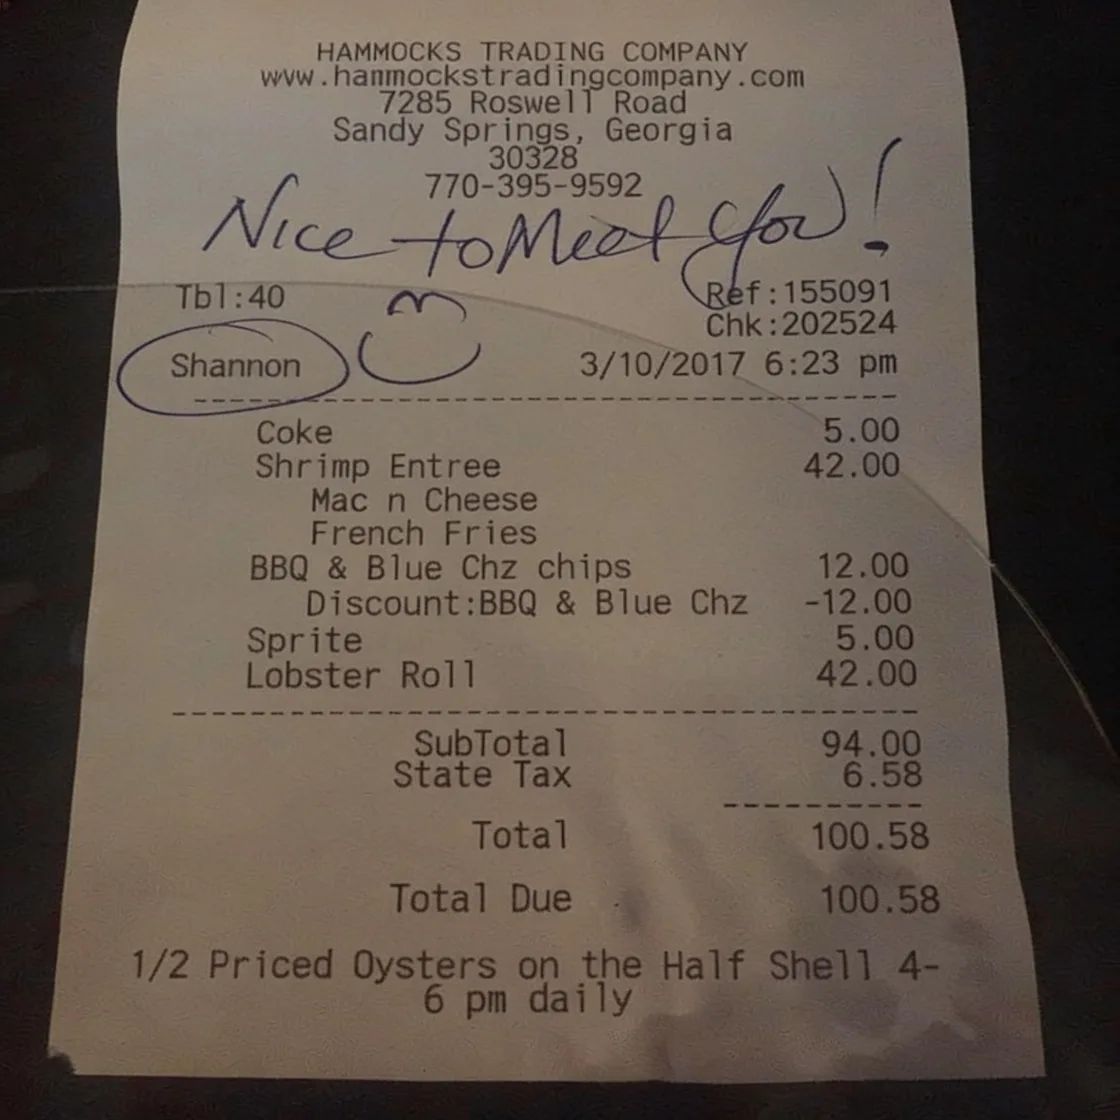 HAMMOCKS TRADING COMPANY
www.hammockstradingcompany.com
7285 Roswell Road
Sandy Springs, Georgia
30328
770-395-9592
Nice to Meet You!
Tbl:40 Ref:155091
Chk:202524
Shannon 3/10/2017 6:23 pm
Coke 5.00
Shrimp Entree 42.00
Mac n Cheese
French Fries
BBQ & Blue Chz chips 12.00
Discount:BBQ & Blue Chz -12.00
Sprite 5.00
Lobster Roll 42.00
SubTotal 94.00
State Tax 6.58
Total 100.58
Total Due 100.58
1/2 Priced Oysters on the Half Shell 4-
6 pm daily